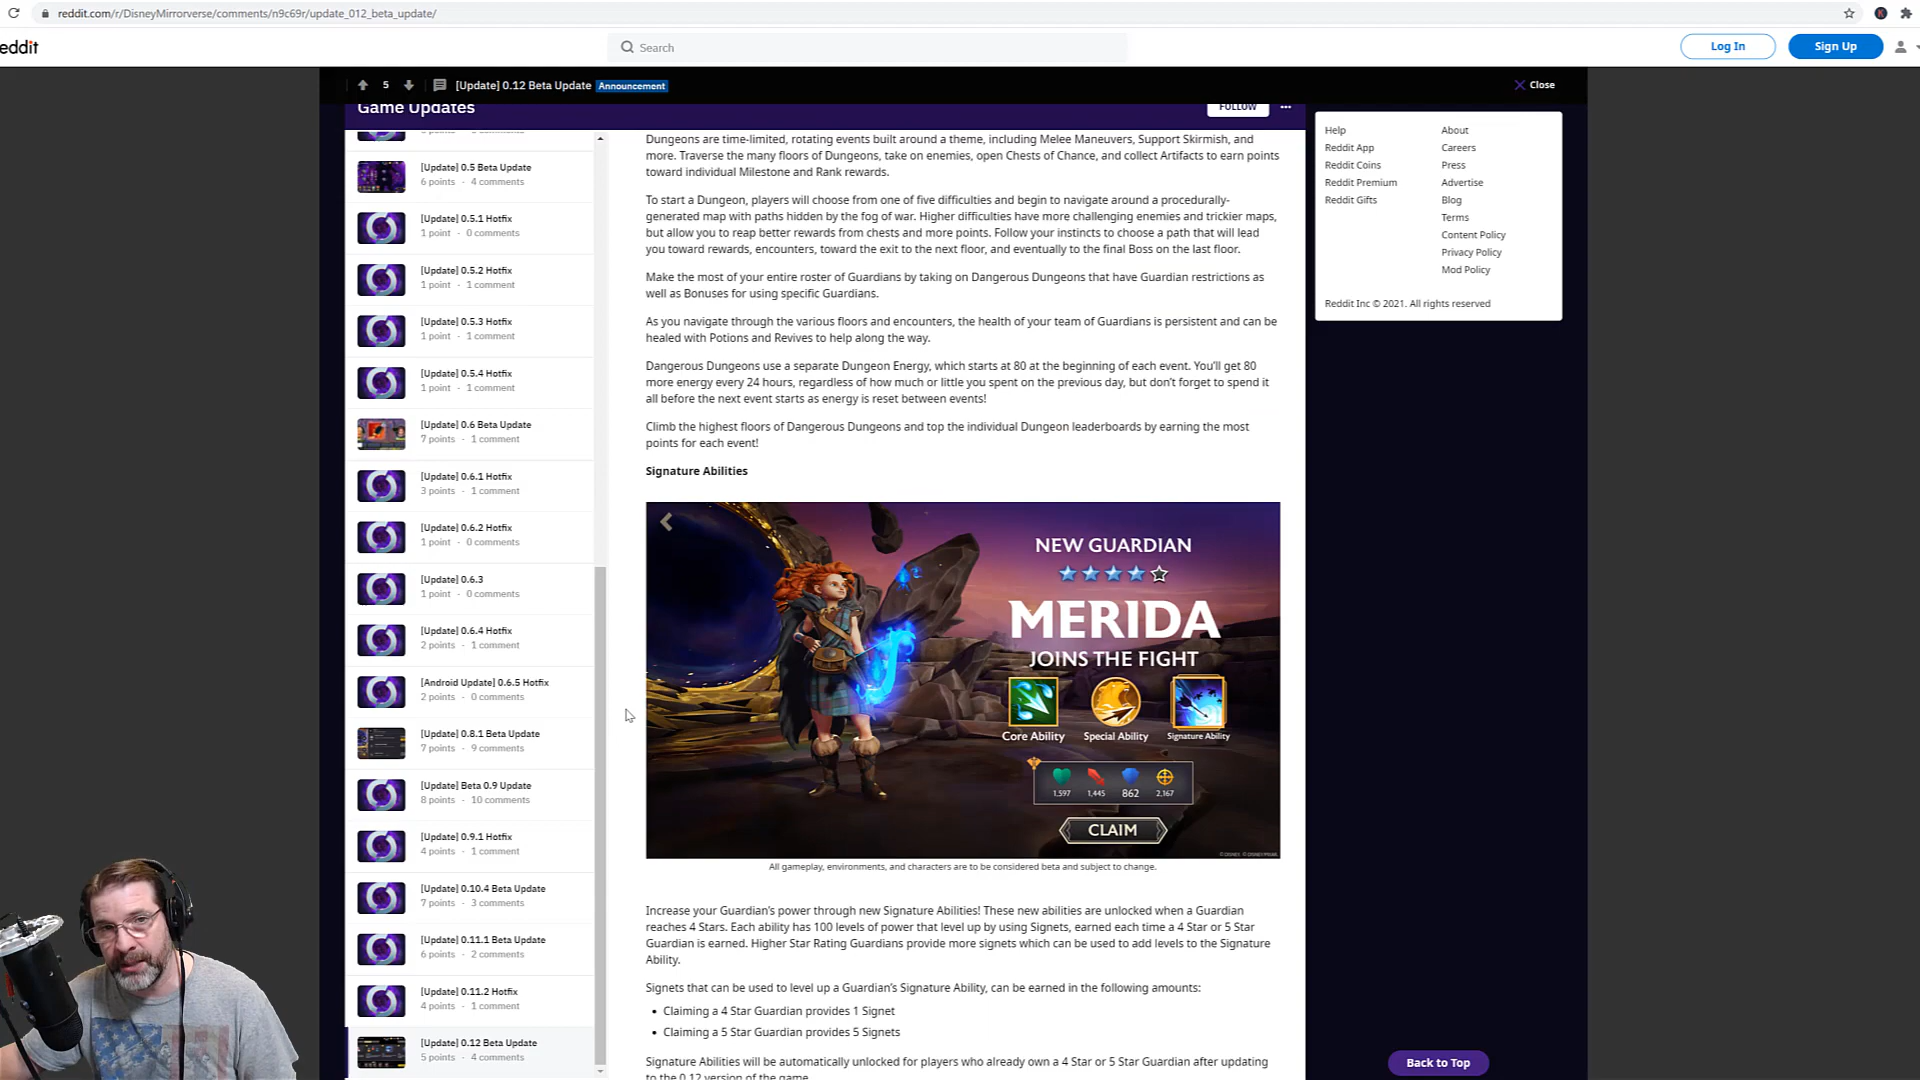 reddit.com/r/DisneyMirrorverse/comments/n9c69r/update_012_beta_update/
eddit
Search
Log In
Sign Up
5
[Update] 0.12 Beta Update Announcement
Close
Game Updates
FOLLOW
[Update] 0.5 Beta Update
6 points · 4 comments
[Update] 0.5.1 Hotfix
1 point · 0 comments
[Update] 0.5.2 Hotfix
1 point · 1 comment
[Update] 0.5.3 Hotfix
1 point · 1 comment
[Update] 0.5.4 Hotfix
1 point · 1 comment
[Update] 0.6 Beta Update
7 points · 1 comment
[Update] 0.6.1 Hotfix
3 points · 1 comment
[Update] 0.6.2 Hotfix
1 point · 0 comments
[Update] 0.6.3
1 point · 0 comments
[Update] 0.6.4 Hotfix
2 points · 1 comment
[Android Update] 0.6.5 Hotfix
2 points · 0 comments
[Update] 0.8.1 Beta Update
7 points · 9 comments
[Update] Beta 0.9 Update
8 points · 10 comments
[Update] 0.9.1 Hotfix
4 points · 1 comment
[Update] 0.10.4 Beta Update
7 points · 3 comments
[Update] 0.11.1 Beta Update
6 points · 2 comments
[Update] 0.11.2 Hotfix
4 points · 1 comment
[Update] 0.12 Beta Update
5 points · 4 comments
Dungeons are time-limited, rotating events built around a theme, including Melee Maneuvers, Support Skirmish, and
more. Traverse the many floors of Dungeons, take on enemies, open Chests of Chance, and collect Artifacts to earn points
toward individual Milestone and Rank rewards.
To start a Dungeon, players will choose from one of five difficulties and begin to navigate around a procedurally-
generated map with paths hidden by the fog of war. Higher difficulties have more challenging enemies and trickier maps,
but allow you to reap better rewards from chests and more points. Follow your instincts to choose a path that will lead
you toward rewards, encounters, toward the exit to the next floor, and eventually to the final Boss on the last floor.
Make the most of your entire roster of Guardians by taking on Dangerous Dungeons that have Guardian restrictions as
well as Bonuses for using specific Guardians.
As you navigate through the various floors and encounters, the health of your team of Guardians is persistent and can be
healed with Potions and Revives to help along the way.
Dangerous Dungeons use a separate Dungeon Energy, which starts at 80 at the beginning of each event. You'll get 80
more energy every 24 hours, regardless of how much or little you spent on the previous day, but don't forget to spend it
all before the next event starts as energy is reset between events!
Climb the highest floors of Dangerous Dungeons and top the individual Dungeon leaderboards by earning the most
points for each event!
Signature Abilities
NEW GUARDIAN
MERIDA
JOINS THE FIGHT
Core Ability Special Ability Signature Ability
1,597 1,445 862 2,167
CLAIM
All gameplay, environments, and characters are to be considered beta and subject to change.
Increase your Guardian's power through new Signature Abilities! These new abilities are unlocked when a Guardian
reaches 4 Stars. Each ability has 100 levels of power that level up by using Signets, earned each time a 4 Star or 5 Star
Guardian is earned. Higher Star Rating Guardians provide more signets which can be used to add levels to the Signature
Ability.
Signets that can be used to level up a Guardian's Signature Ability, can be earned in the following amounts:
• Claiming a 4 Star Guardian provides 1 Signet
• Claiming a 5 Star Guardian provides 5 Signets
Signature Abilities will be automatically unlocked for players who already own a 4 Star or 5 Star Guardian after updating
to the 0.12 version of the game
Help About
Reddit App Careers
Reddit Coins Press
Reddit Premium Advertise
Reddit Gifts Blog
Terms
Content Policy
Privacy Policy
Mod Policy
Reddit Inc © 2021. All rights reserved
Back to Top